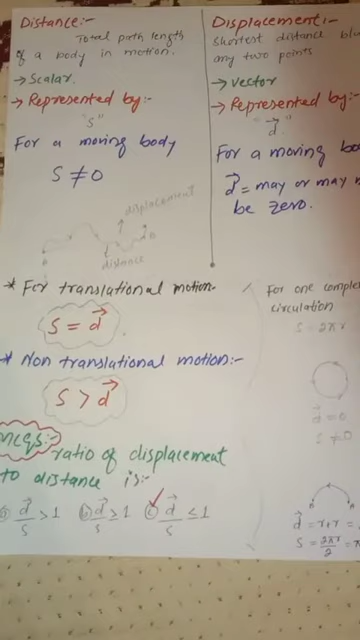 Distance:-
Total path length
of a body in motion.
→ Scalar.
→ Represented by:-
"S"
For a moving body
S ≠ 0
displacement
distance
Displacement:-
Shortest distance b/w
any two points
→ vector
→ Represented by:-
"d⃗"
For a moving
d⃗ = may or may
be zero.
* For translational motion-
S = d⃗
* Non translational motion:-
S > d⃗
For one
circulation
S = 2πr
d⃗ = 0
S ≠ 0
MCQS:- ratio of displacement
to distance is:-
ⓐ d⃗/S > 1 ⓑ d⃗/S ≥ 1 ⓒ d⃗/S ≤ 1
d⃗ = r+r =
S = 2πr/2 =